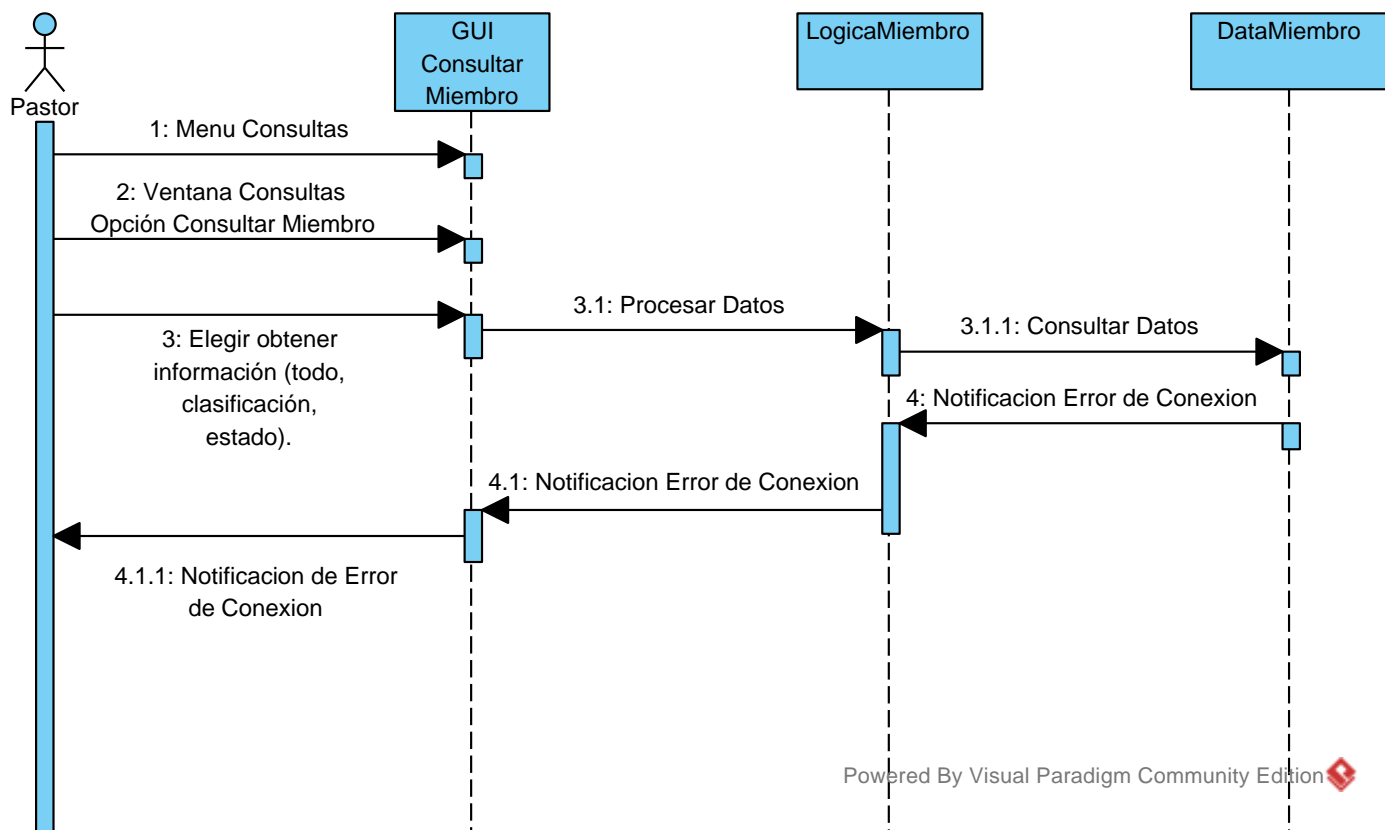 GUI
Consultar
Miembro
LogicaMiembro
DataMiembro
Pastor
1: Menu Consultas
2: Ventana Consultas
Opción Consultar Miembro
3.1: Procesar Datos
3.1.1: Consultar Datos
3: Elegir obtener
información (todo,
clasificación,
estado).
4: Notificacion Error de Conexion
4.1: Notificacion Error de Conexion
4.1.1: Notificacion de Error
de Conexion
Powered By Visual Paradigm Community Edition